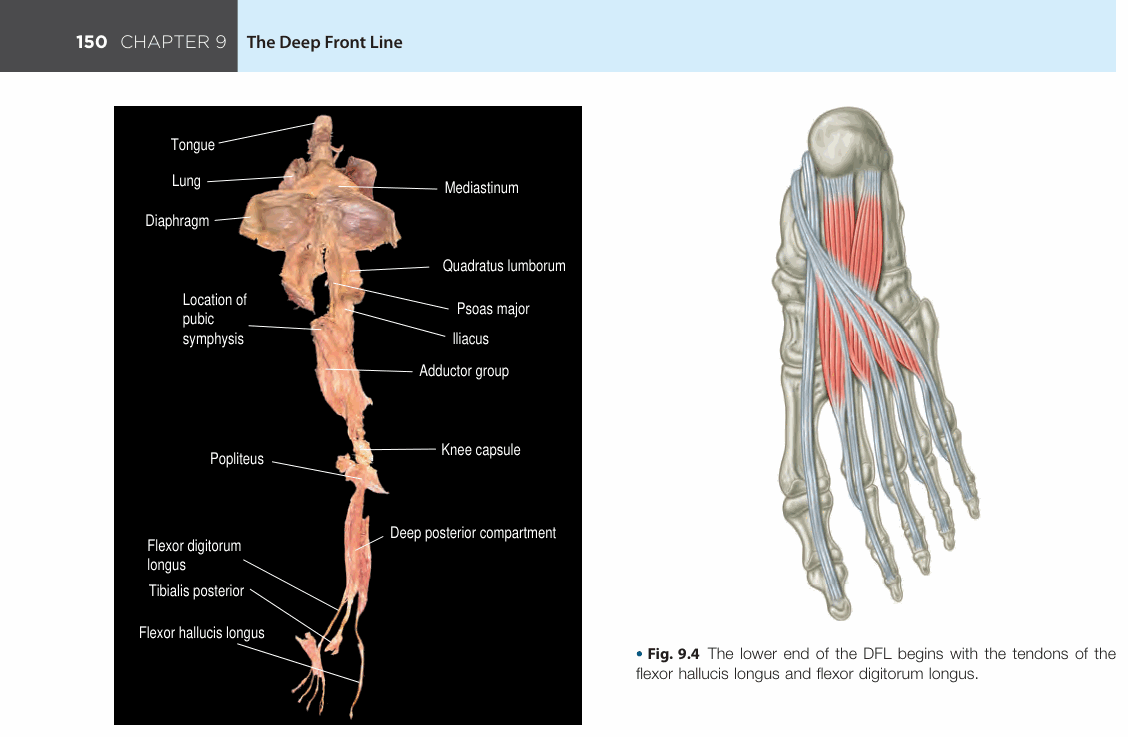 150 CHAPTER 9 The Deep Front Line
Tongue
Lung
Mediastinum
Diaphragm
Quadratus lumborum
Location of
pubic
symphysis
Psoas major
Iliacus
Adductor group
Knee capsule
Popliteus
Deep posterior compartment
Flexor digitorum
longus
Tibialis posterior
Flexor hallucis longus
• Fig. 9.4 The lower end of the DFL begins with the tendons of the
flexor hallucis longus and flexor digitorum longus.